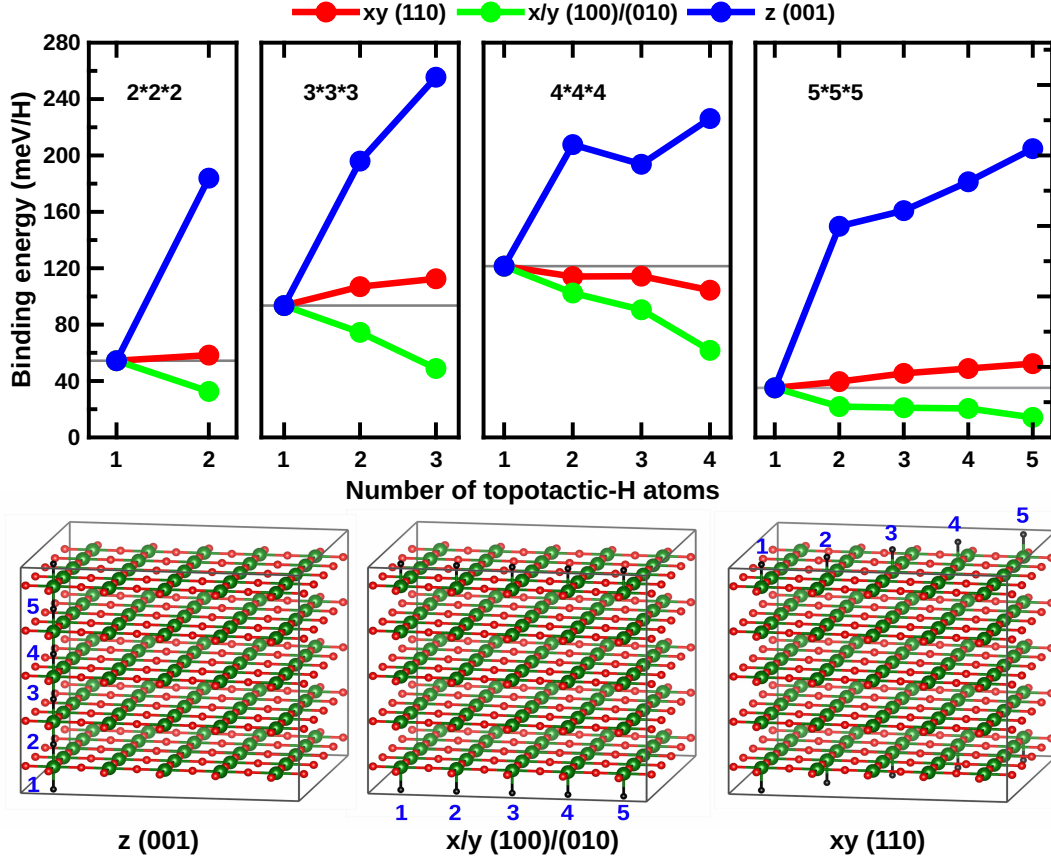 xy (110) x/y (100)/(010) z (001)
Binding energy (meV/H)
280
240
200
160
120
80
40
0
2*2*2 3*3*3 4*4*4 5*5*5
1 2 1 2 3 1 2 3 4 1 2 3 4 5
Number of topotactic-H atoms
5
4
3
2
1
z (001)
1 2 3 4 5
x/y (100)/(010)
1 2 3 4 5
xy (110)